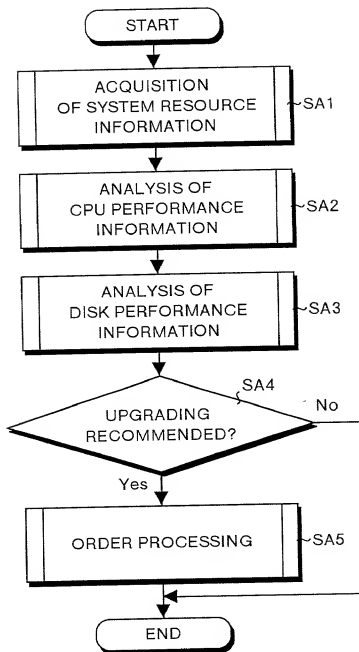 START
ACQUISITION
OF SYSTEM RESOURCE
INFORMATION
SA1
ANALYSIS OF
CPU PERFORMANCE
INFORMATION
SA2
ANALYSIS OF
DISK PERFORMANCE
INFORMATION
SA3
SA4
UPGRADING
RECOMMENDED?
No
Yes
ORDER PROCESSING
SA5
END